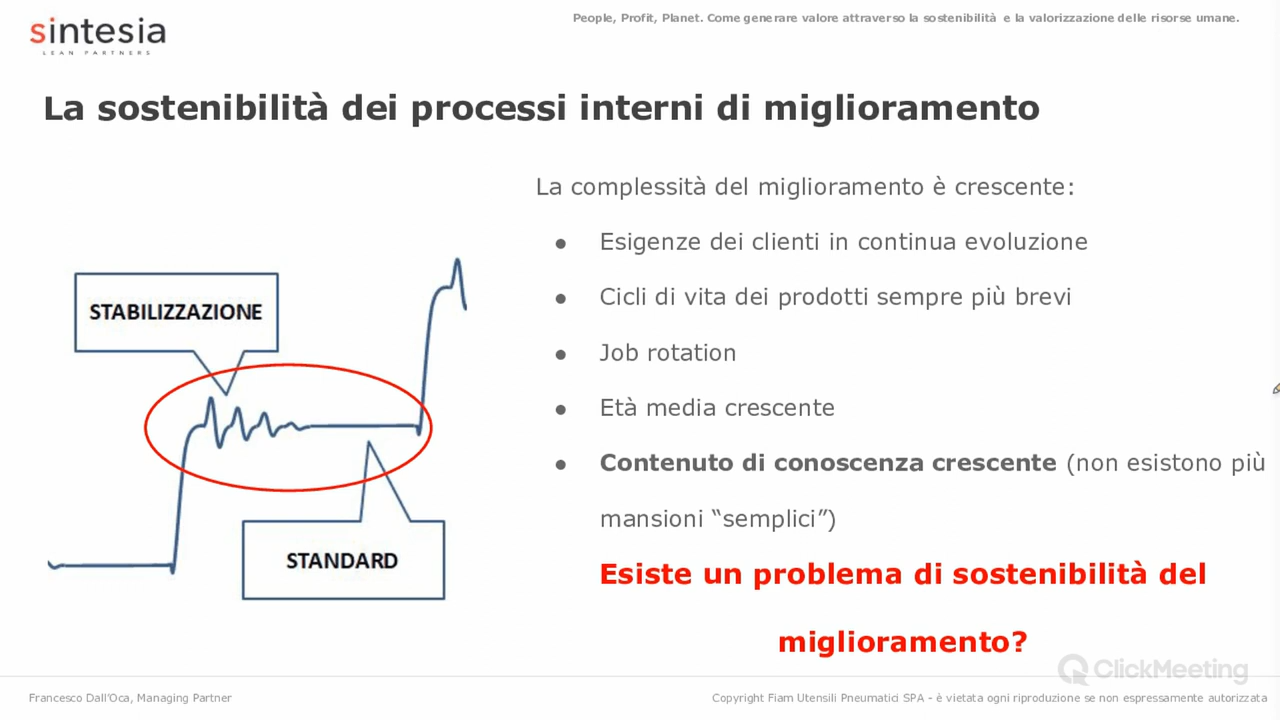 sintesia
LEAN PARTNERS
People, Profit, Planet. Come generare valore attraverso la sostenibilità e la valorizzazione delle risorse umane.
La sostenibilità dei processi interni di miglioramento
STABILIZZAZIONE
STANDARD
La complessità del miglioramento è crescente:
● Esigenze dei clienti in continua evoluzione
● Cicli di vita dei prodotti sempre più brevi
● Job rotation
● Età media crescente
● Contenuto di conoscenza crescente (non esistono più
mansioni “semplici”)
Esiste un problema di sostenibilità del
miglioramento?
ClickMeeting
Francesco Dall'Oca, Managing Partner
Copyright Fiam Utensili Pneumatici SPA - è vietata ogni riproduzione se non espressamente autorizzata